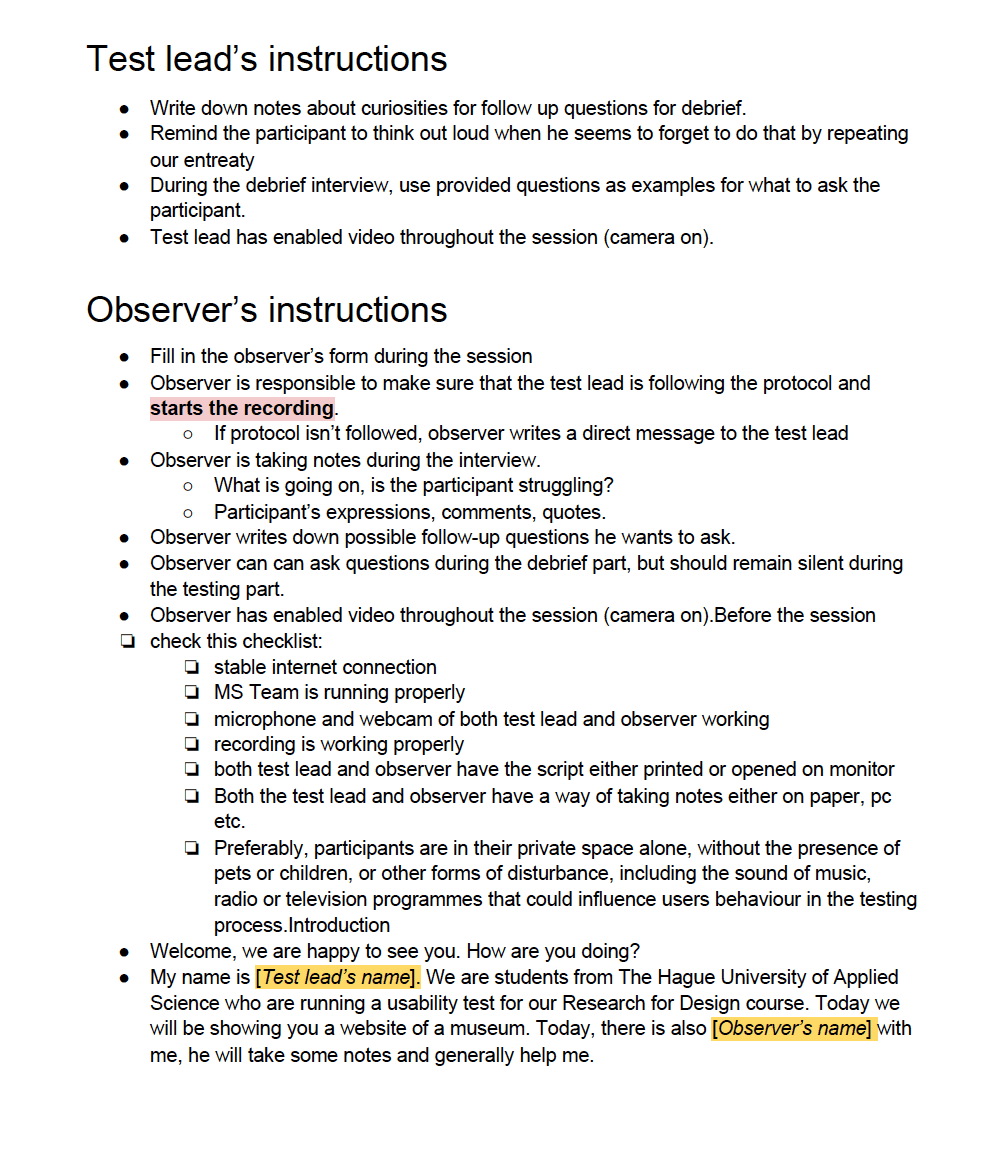 Test lead’s instructions
● Write down notes about curiosities for follow up questions for debrief.
● Remind the participant to think out loud when he seems to forget to do that by repeating
our entreaty
● During the debrief interview, use provided questions as examples for what to ask the
participant.
● Test lead has enabled video throughout the session (camera on).
Observer’s instructions
● Fill in the observer’s form during the session
● Observer is responsible to make sure that the test lead is following the protocol and
starts the recording.
○ If protocol isn’t followed, observer writes a direct message to the test lead
● Observer is taking notes during the interview.
○ What is going on, is the participant struggling?
○ Participant’s expressions, comments, quotes.
● Observer writes down possible follow-up questions he wants to ask.
● Observer can can ask questions during the debrief part, but should remain silent during
the testing part.
● Observer has enabled video throughout the session (camera on).Before the session
❏ check this checklist:
❏ stable internet connection
❏ MS Team is running properly
❏ microphone and webcam of both test lead and observer working
❏ recording is working properly
❏ both test lead and observer have the script either printed or opened on monitor
❏ Both the test lead and observer have a way of taking notes either on paper, pc
etc.
❏ Preferably, participants are in their private space alone, without the presence of
pets or children, or other forms of disturbance, including the sound of music,
radio or television programmes that could influence users behaviour in the testing
process.Introduction
● Welcome, we are happy to see you. How are you doing?
● My name is [Test lead’s name]. We are students from The Hague University of Applied
Science who are running a usability test for our Research for Design course. Today we
will be showing you a website of a museum. Today, there is also [Observer’s name] with
me, he will take some notes and generally help me.